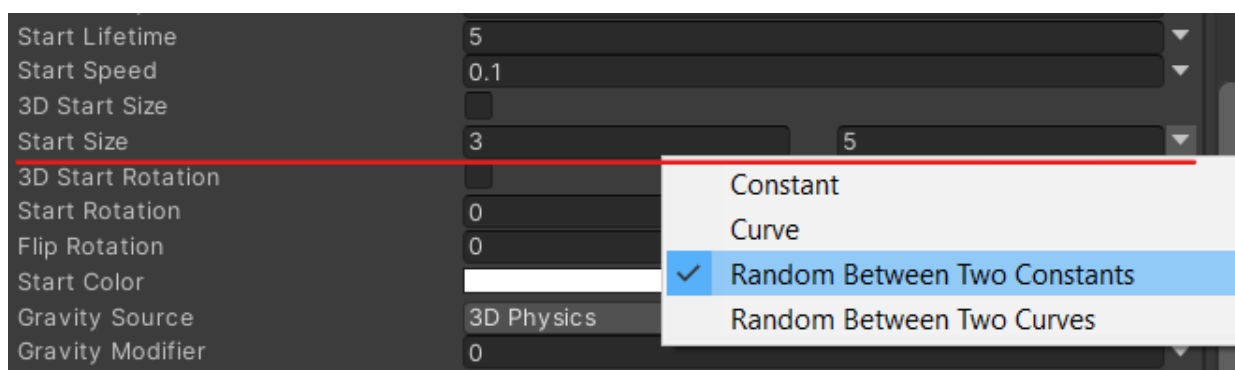 Start Lifetime 5
Start Speed 0.1
3D Start Size
Start Size 3 5
3D Start Rotation
Constant
Start Rotation 0
Curve
Flip Rotation 0
Random Between Two Constants
Start Color
Gravity Source 3D Physics
Random Between Two Curves
Gravity Modifier 0